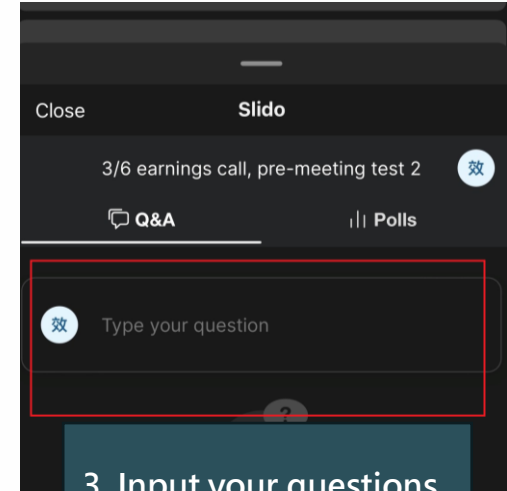 Close Slido
3/6 earnings call, pre-meeting test 2 效
Q&A Polls
效 Type your question
?
3. Input your questions